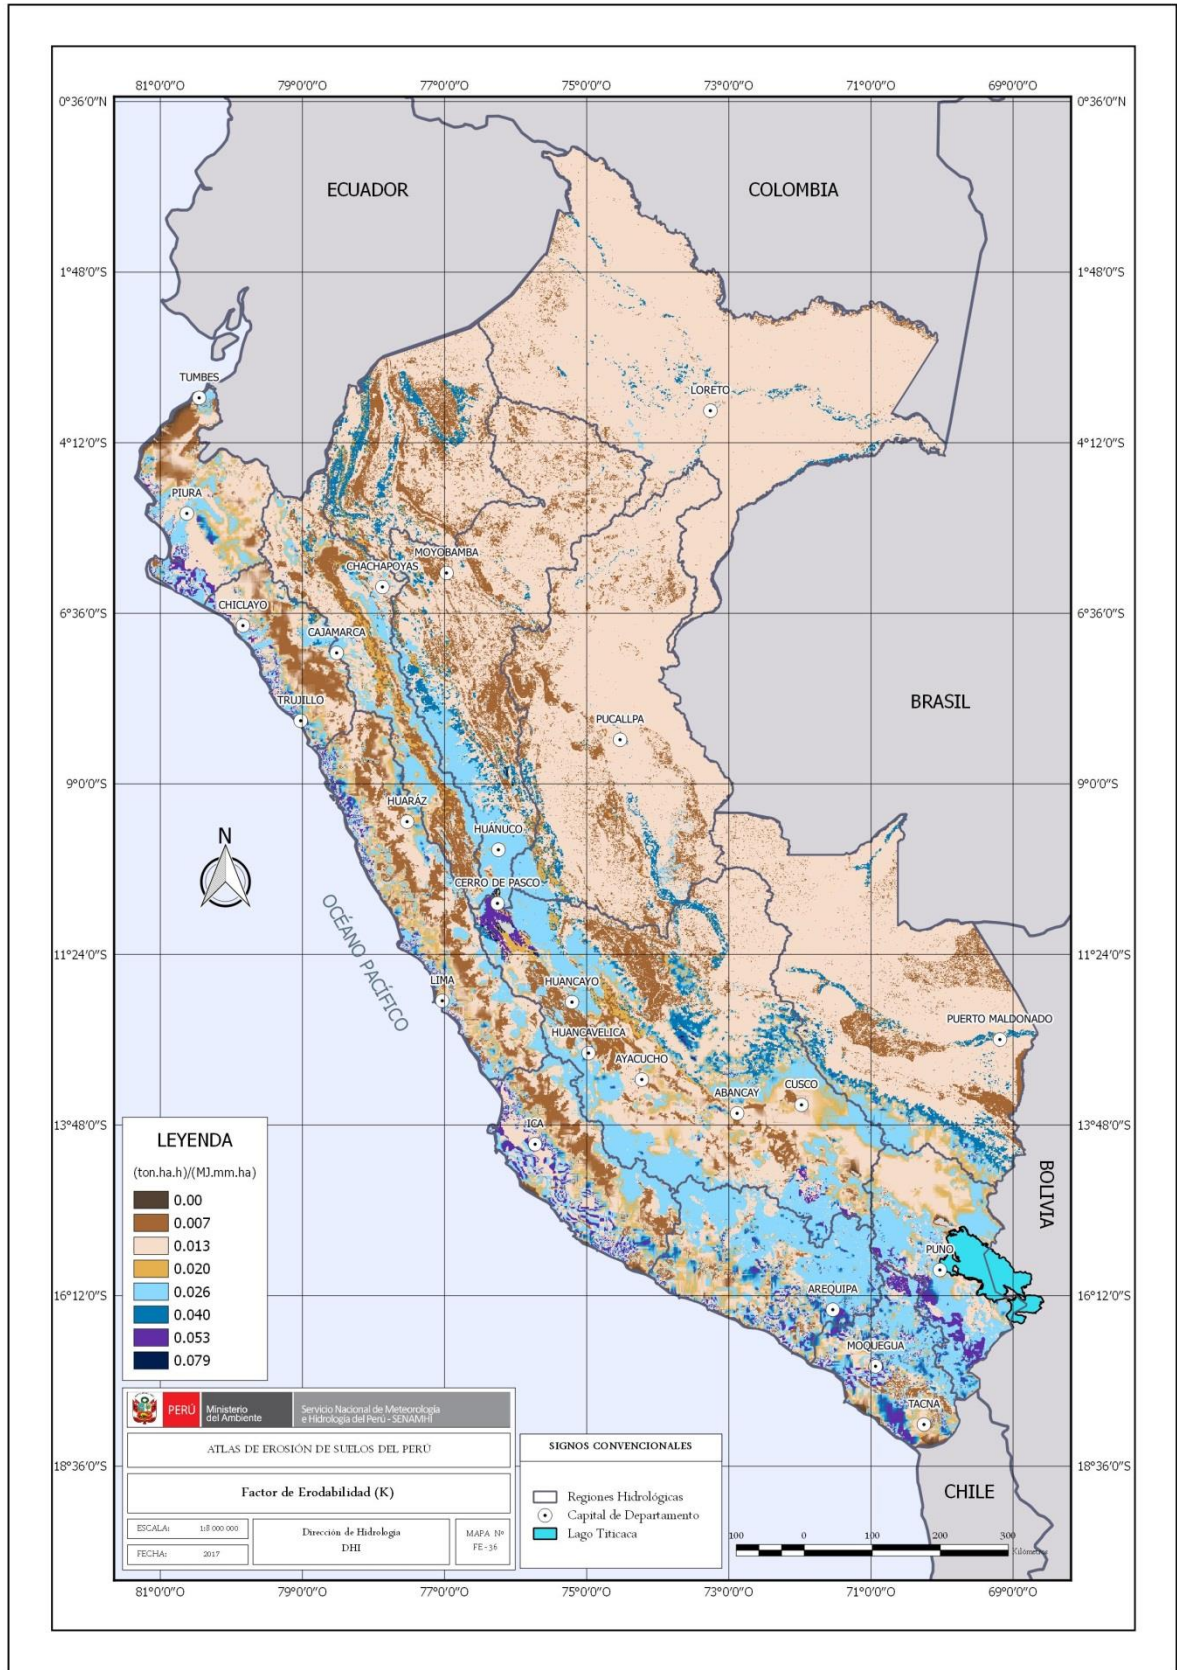 81°0'0"O 79°0'0"O 77°0'0"O 75°0'0"O 73°0'0"O 71°0'0"O 69°0'0"O
0°36'0"N 0°36'0"N
ECUADOR
COLOMBIA
1°48'0"S 1°48'0"S
TUMBES
LORETO
4°12'0"S 4°12'0"S
PIURA
MOYOBAMBA
CHACHAPOYAS
CHICLAYO
6°36'0"S 6°36'0"S
CAJAMARCA
TRUJILLO
BRASIL
PUCALLPA
9°0'0"S 9°0'0"S
HUARÁZ
HUÁNUCO
N
CERRO DE PASCO
OCÉANO PACÍFICO
11°24'0"S 11°24'0"S
LIMA
HUANCAYO
HUANCAVELICA
PUERTO MALDONADO
AYACUCHO
ABANCAY
CUSCO
ICA
13°48'0"S 13°48'0"S
BOLIVIA
PUNO
AREQUIPA
16°12'0"S 16°12'0"S
MOQUEGUA
TACNA
18°36'0"S 18°36'0"S
CHILE
LEYENDA
(ton.ha.h)/(MJ.mm.ha)
0.00
0.007
0.013
0.020
0.026
0.040
0.053
0.079
PERÚ
Ministerio
del Ambiente
Servicio Nacional de Meteorología
e Hidrología del Perú - SENAMHI
ATLAS DE EROSIÓN DE SUELOS DEL PERÚ
Factor de Erodabilidad (K)
ESCALA: 1:8 000 000
FECHA: 2017
Dirección de Hidrología
DHI
MAPA Nº
FE - 36
SIGNOS CONVENCIONALES
Regiones Hidrológicas
Capital de Departamento
Lago Titicaca
100 0 100 200 300
Kilómetros
81°0'0"O 79°0'0"O 77°0'0"O 75°0'0"O 73°0'0"O 71°0'0"O 69°0'0"O